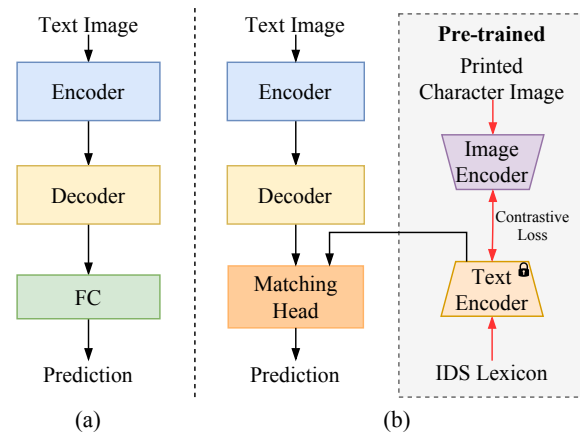 Text Image
Encoder
Decoder
FC
Prediction
(a)
Text Image
Encoder
Decoder
Matching
Head
Prediction
(b)
Pre-trained
Printed
Character Image
Image
Encoder
Contrastive
Loss
Text
Encoder
IDS Lexicon